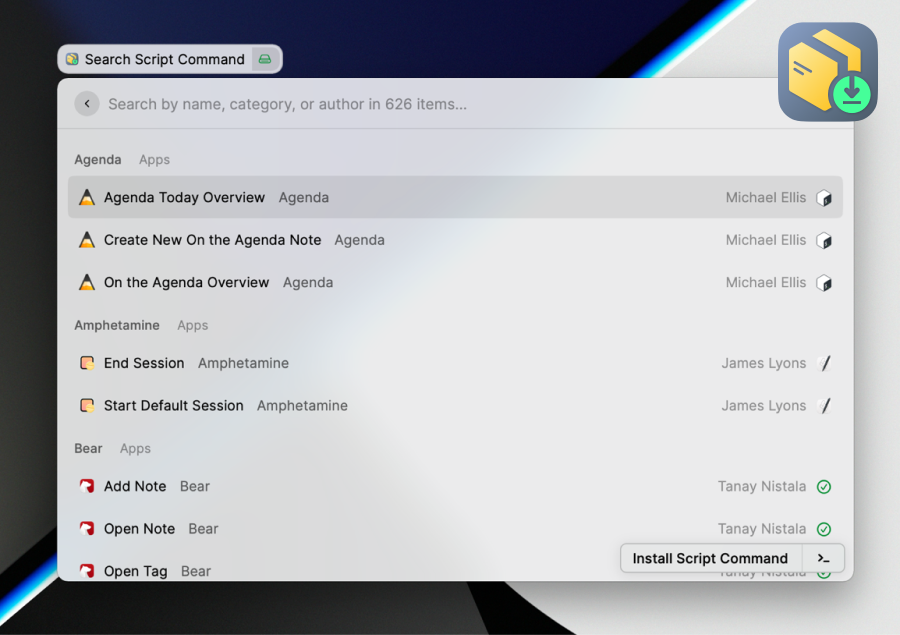 Search Script Command
Search by name, category, or author in 626 items...
Agenda Apps
Agenda Today Overview Agenda Michael Ellis
Create New On the Agenda Note Agenda Michael Ellis
On the Agenda Overview Agenda Michael Ellis
Amphetamine Apps
End Session Amphetamine James Lyons
Start Default Session Amphetamine James Lyons
Bear Apps
Add Note Bear Tanay Nistala
Open Note Bear Tanay Nistala
Install Script Command >_
Open Tag Bear Tanay Nistala